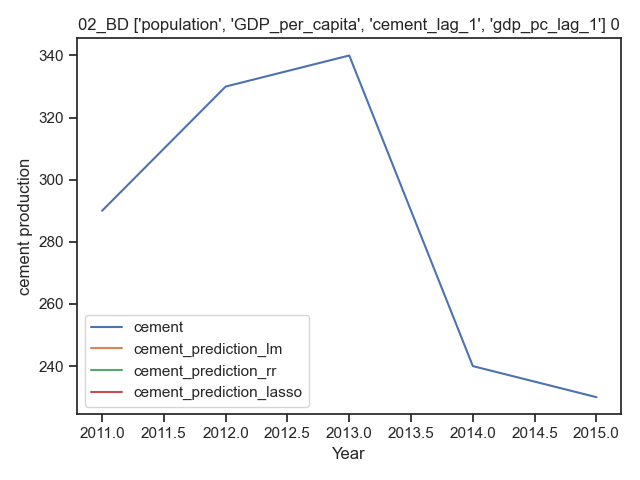 02_BD ['population', 'GDP_per_capita', 'cement_lag_1', 'gdp_pc_lag_1'] 0
340
320
300
280
260
240
cement production
cement
cement_prediction_lm
cement_prediction_rr
cement_prediction_lasso
2011.0 2011.5 2012.0 2012.5 2013.0 2013.5 2014.0 2014.5 2015.0
Year